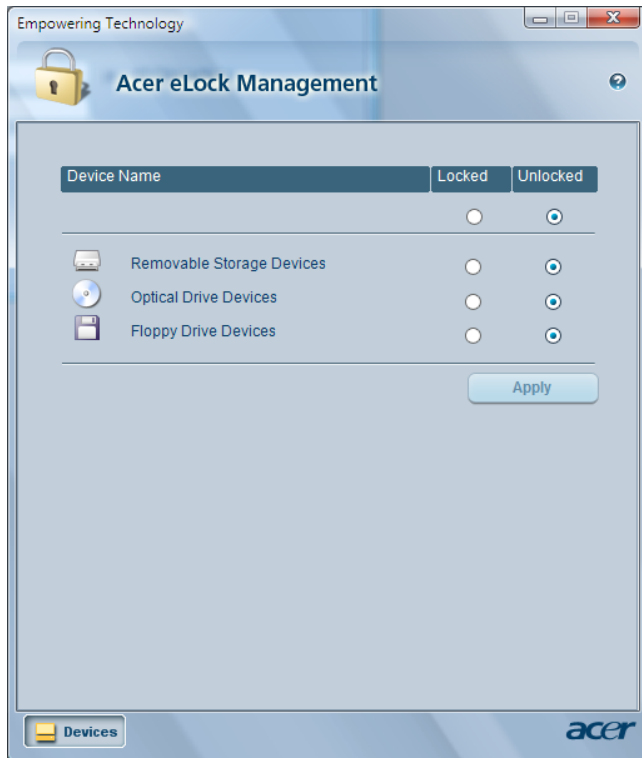 Empowering Technology
Acer eLock Management
Device Name Locked Unlocked
Removable Storage Devices
Optical Drive Devices
Floppy Drive Devices
Apply
Devices
acer